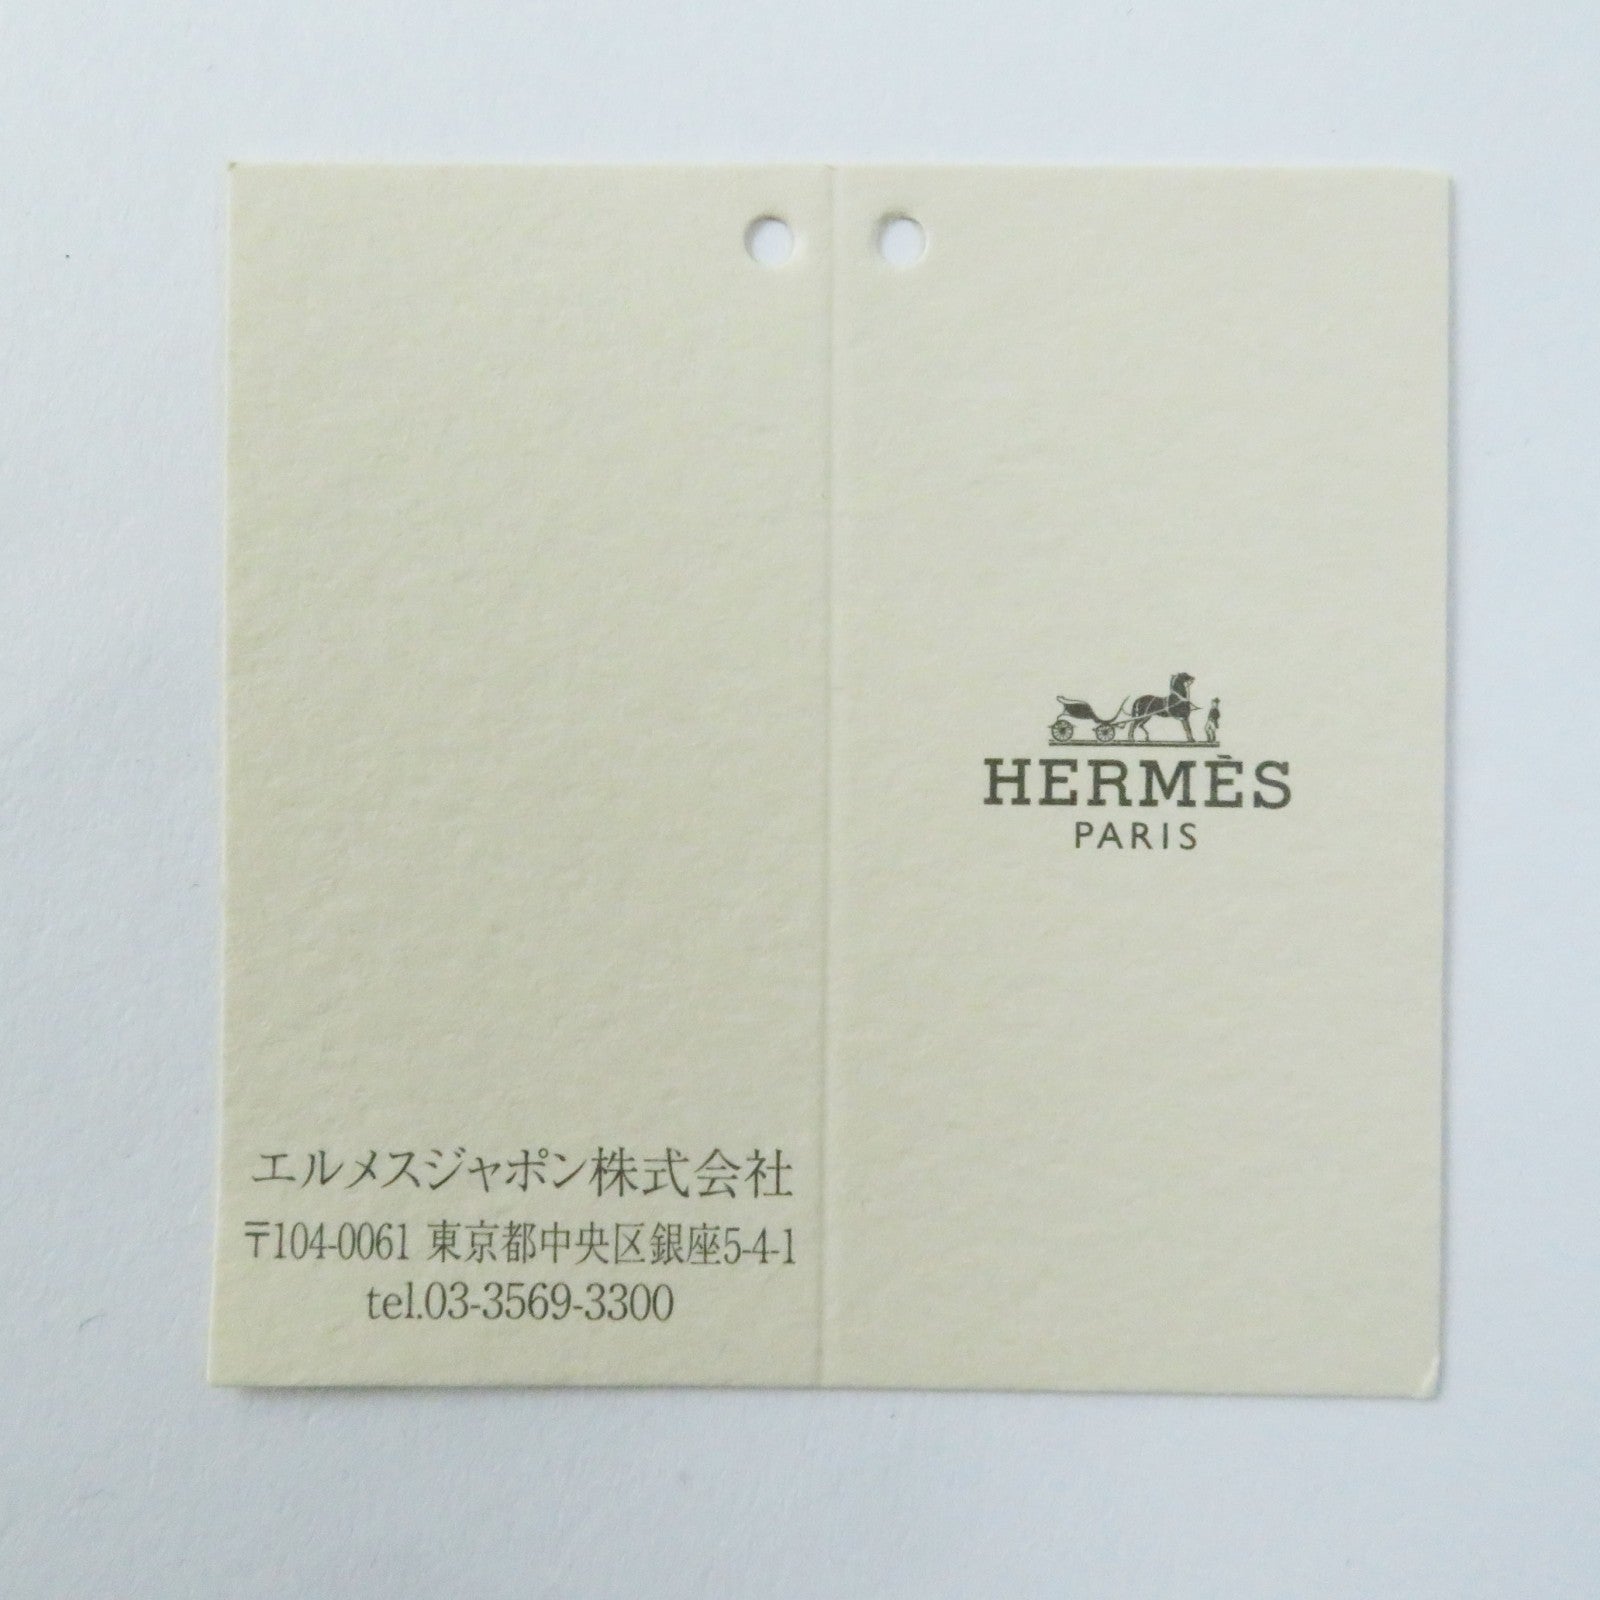 エルメスジャポン株式会社
〒104-0061 東京都中央区銀座5-4-1
tel.03-3569-3300
HERMÈS
PARIS